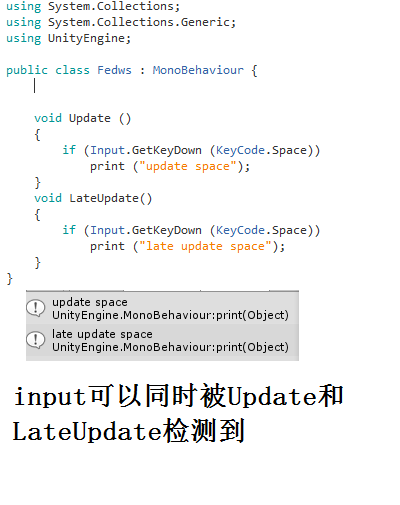 using System.Collections;
using System.Collections.Generic;
using UnityEngine;
public class Fedws : MonoBehaviour {
void Update ()
{
if (Input.GetKeyDown (KeyCode.Space))
print ("update space");
}
void LateUpdate()
{
if (Input.GetKeyDown (KeyCode.Space))
print ("late update space");
}
}
update space
UnityEngine.MonoBehaviour:print(Object)
late update space
UnityEngine.MonoBehaviour:print(Object)
input可以同时被Update和
LateUpdate检测到